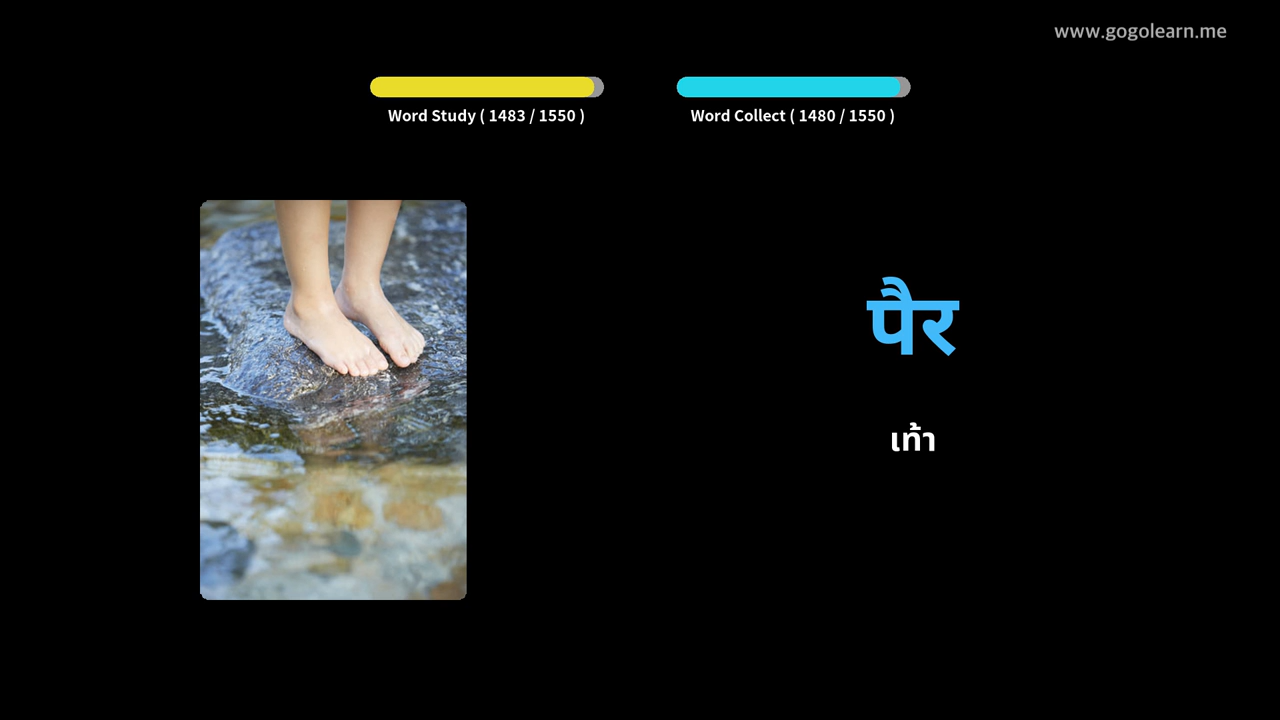 www.gogolearn.me
Word Study ( 1483 / 1550 )
Word Collect ( 1480 / 1550 )
पैर
เท้า